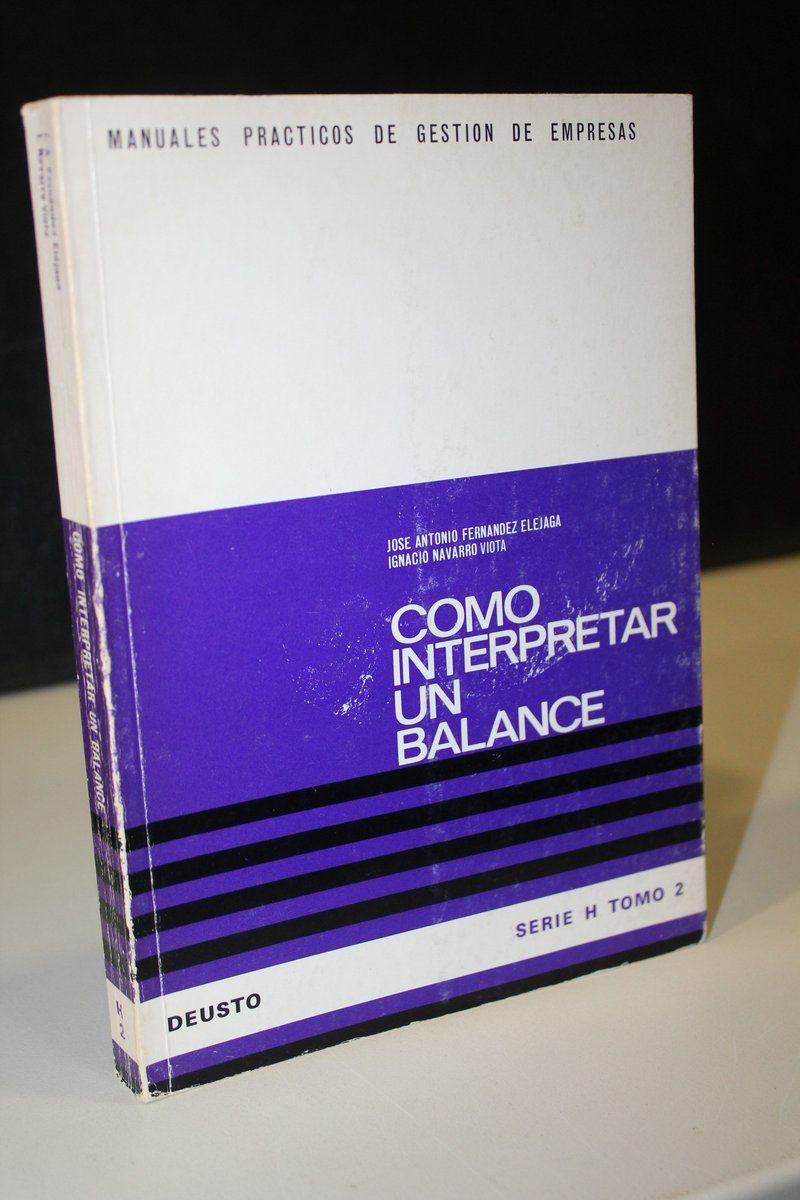 MANUALES PRACTICOS DE GESTION DE EMPRESAS
JOSE ANTONIO FERNANDEZ ELEJAGA
IGNACIO NAVARRO VIOTA
COMO
INTERPRETAR
UN
BALANCE
SERIE H TOMO 2
DEUSTO
COMO INTERPRETAR UN BALANCE
H
2